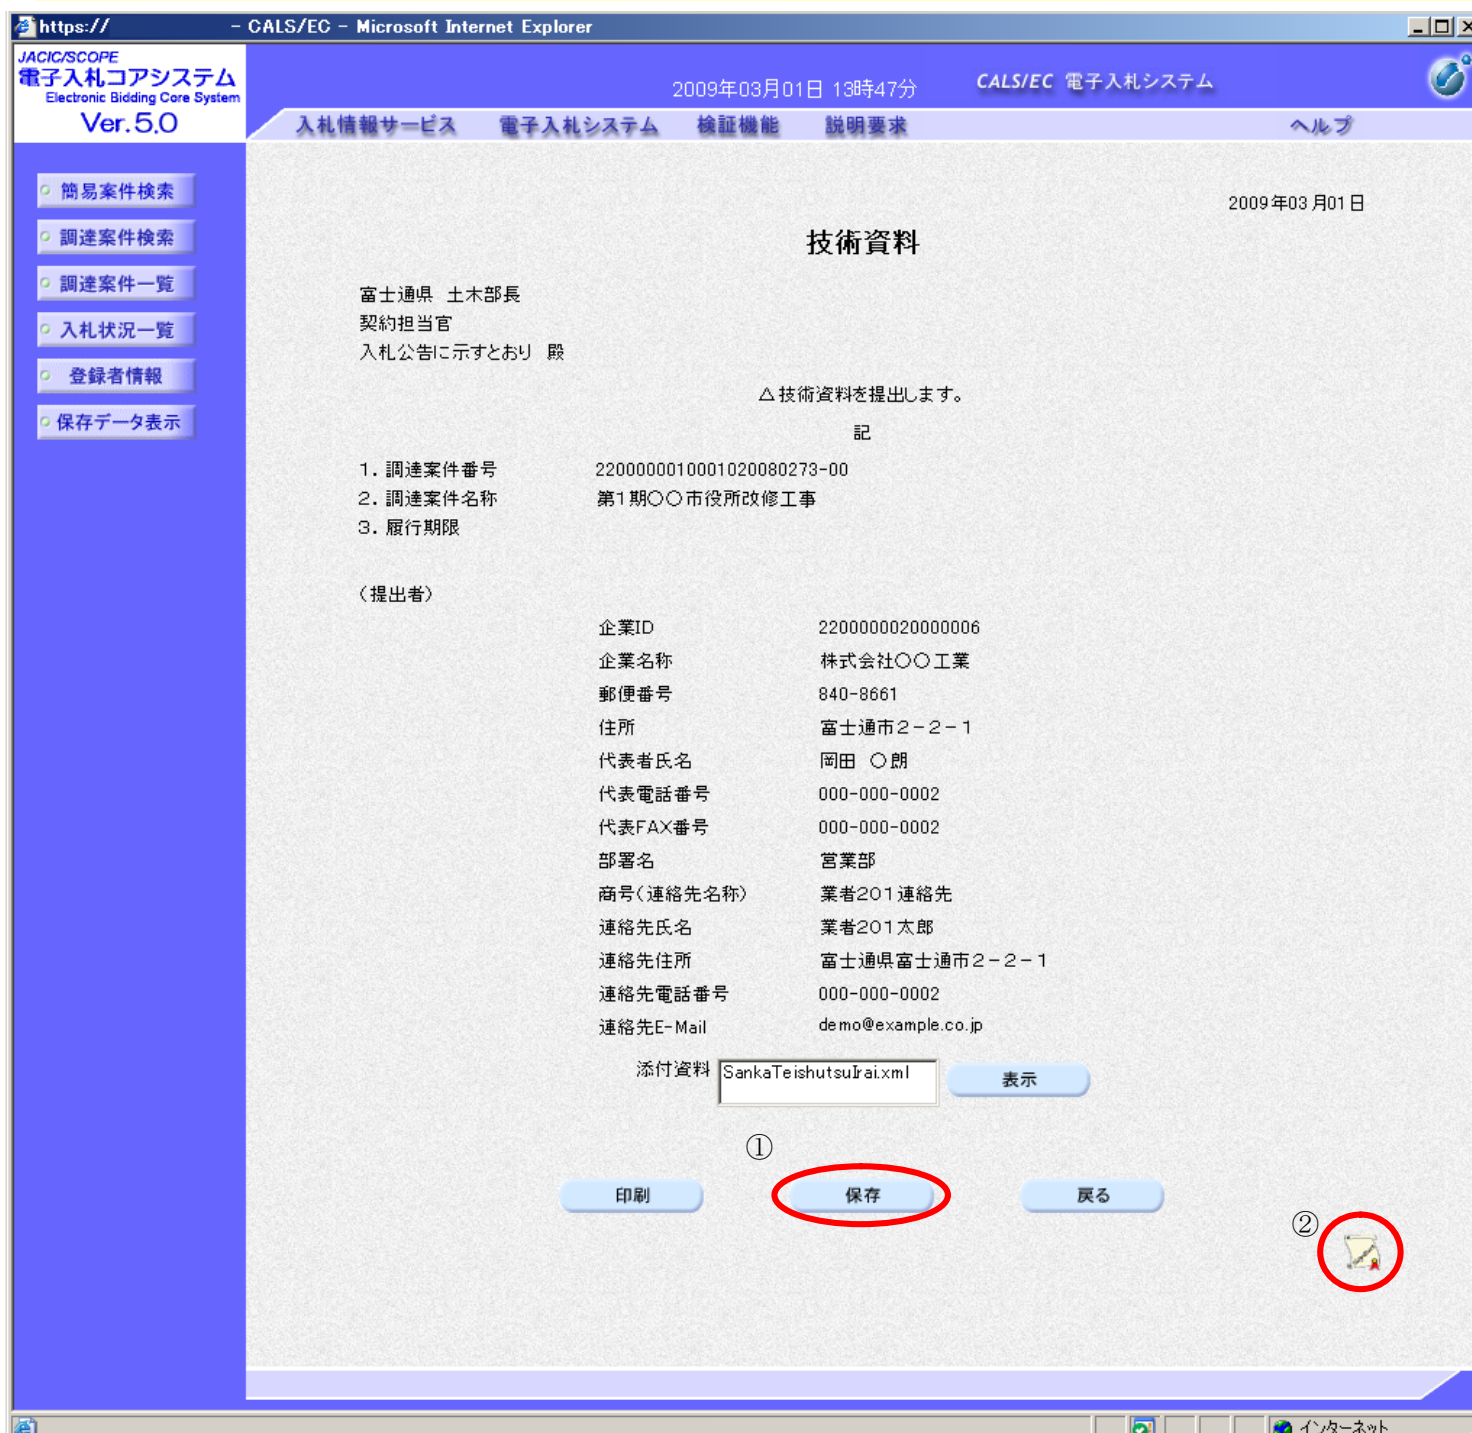 https:// - CALS/EC - Microsoft Internet Explorer
JACIC/SCOPE
電子入札コアシステム
Electronic Bidding Core System
Ver.5.0
2009年03月01日 13時47分
CALS/EC 電子入札システム
入札情報サービス 電子入札システム 検証機能 説明要求 ヘルプ
簡易案件検索
調達案件検索
調達案件一覧
入札状況一覧
登録者情報
保存データ表示
2009年03月01日
技術資料
富士通県 土木部長
契約担当官
入札公告に示すとおり 殿
△技術資料を提出します。
記
1.調達案件番号 2200000010001020080273-00
2.調達案件名称 第1期○○市役所改修工事
3.履行期限
(提出者)
企業ID 2200000020000006
企業名称 株式会社○○工業
郵便番号 840-8661
住所 富士通市2-2-1
代表者氏名 岡田 ○朗
代表電話番号 000-000-0002
代表FAX番号 000-000-0002
部署名 営業部
商号(連絡先名称) 業者201連絡先
連絡先氏名 業者201太郎
連絡先住所 富士通県富士通市2-2-1
連絡先電話番号 000-000-0002
連絡先E-Mail demo@example.co.jp
添付資料 SankaTeishutsuIrai.xml 表示
①
印刷 保存 戻る
②
インターネット